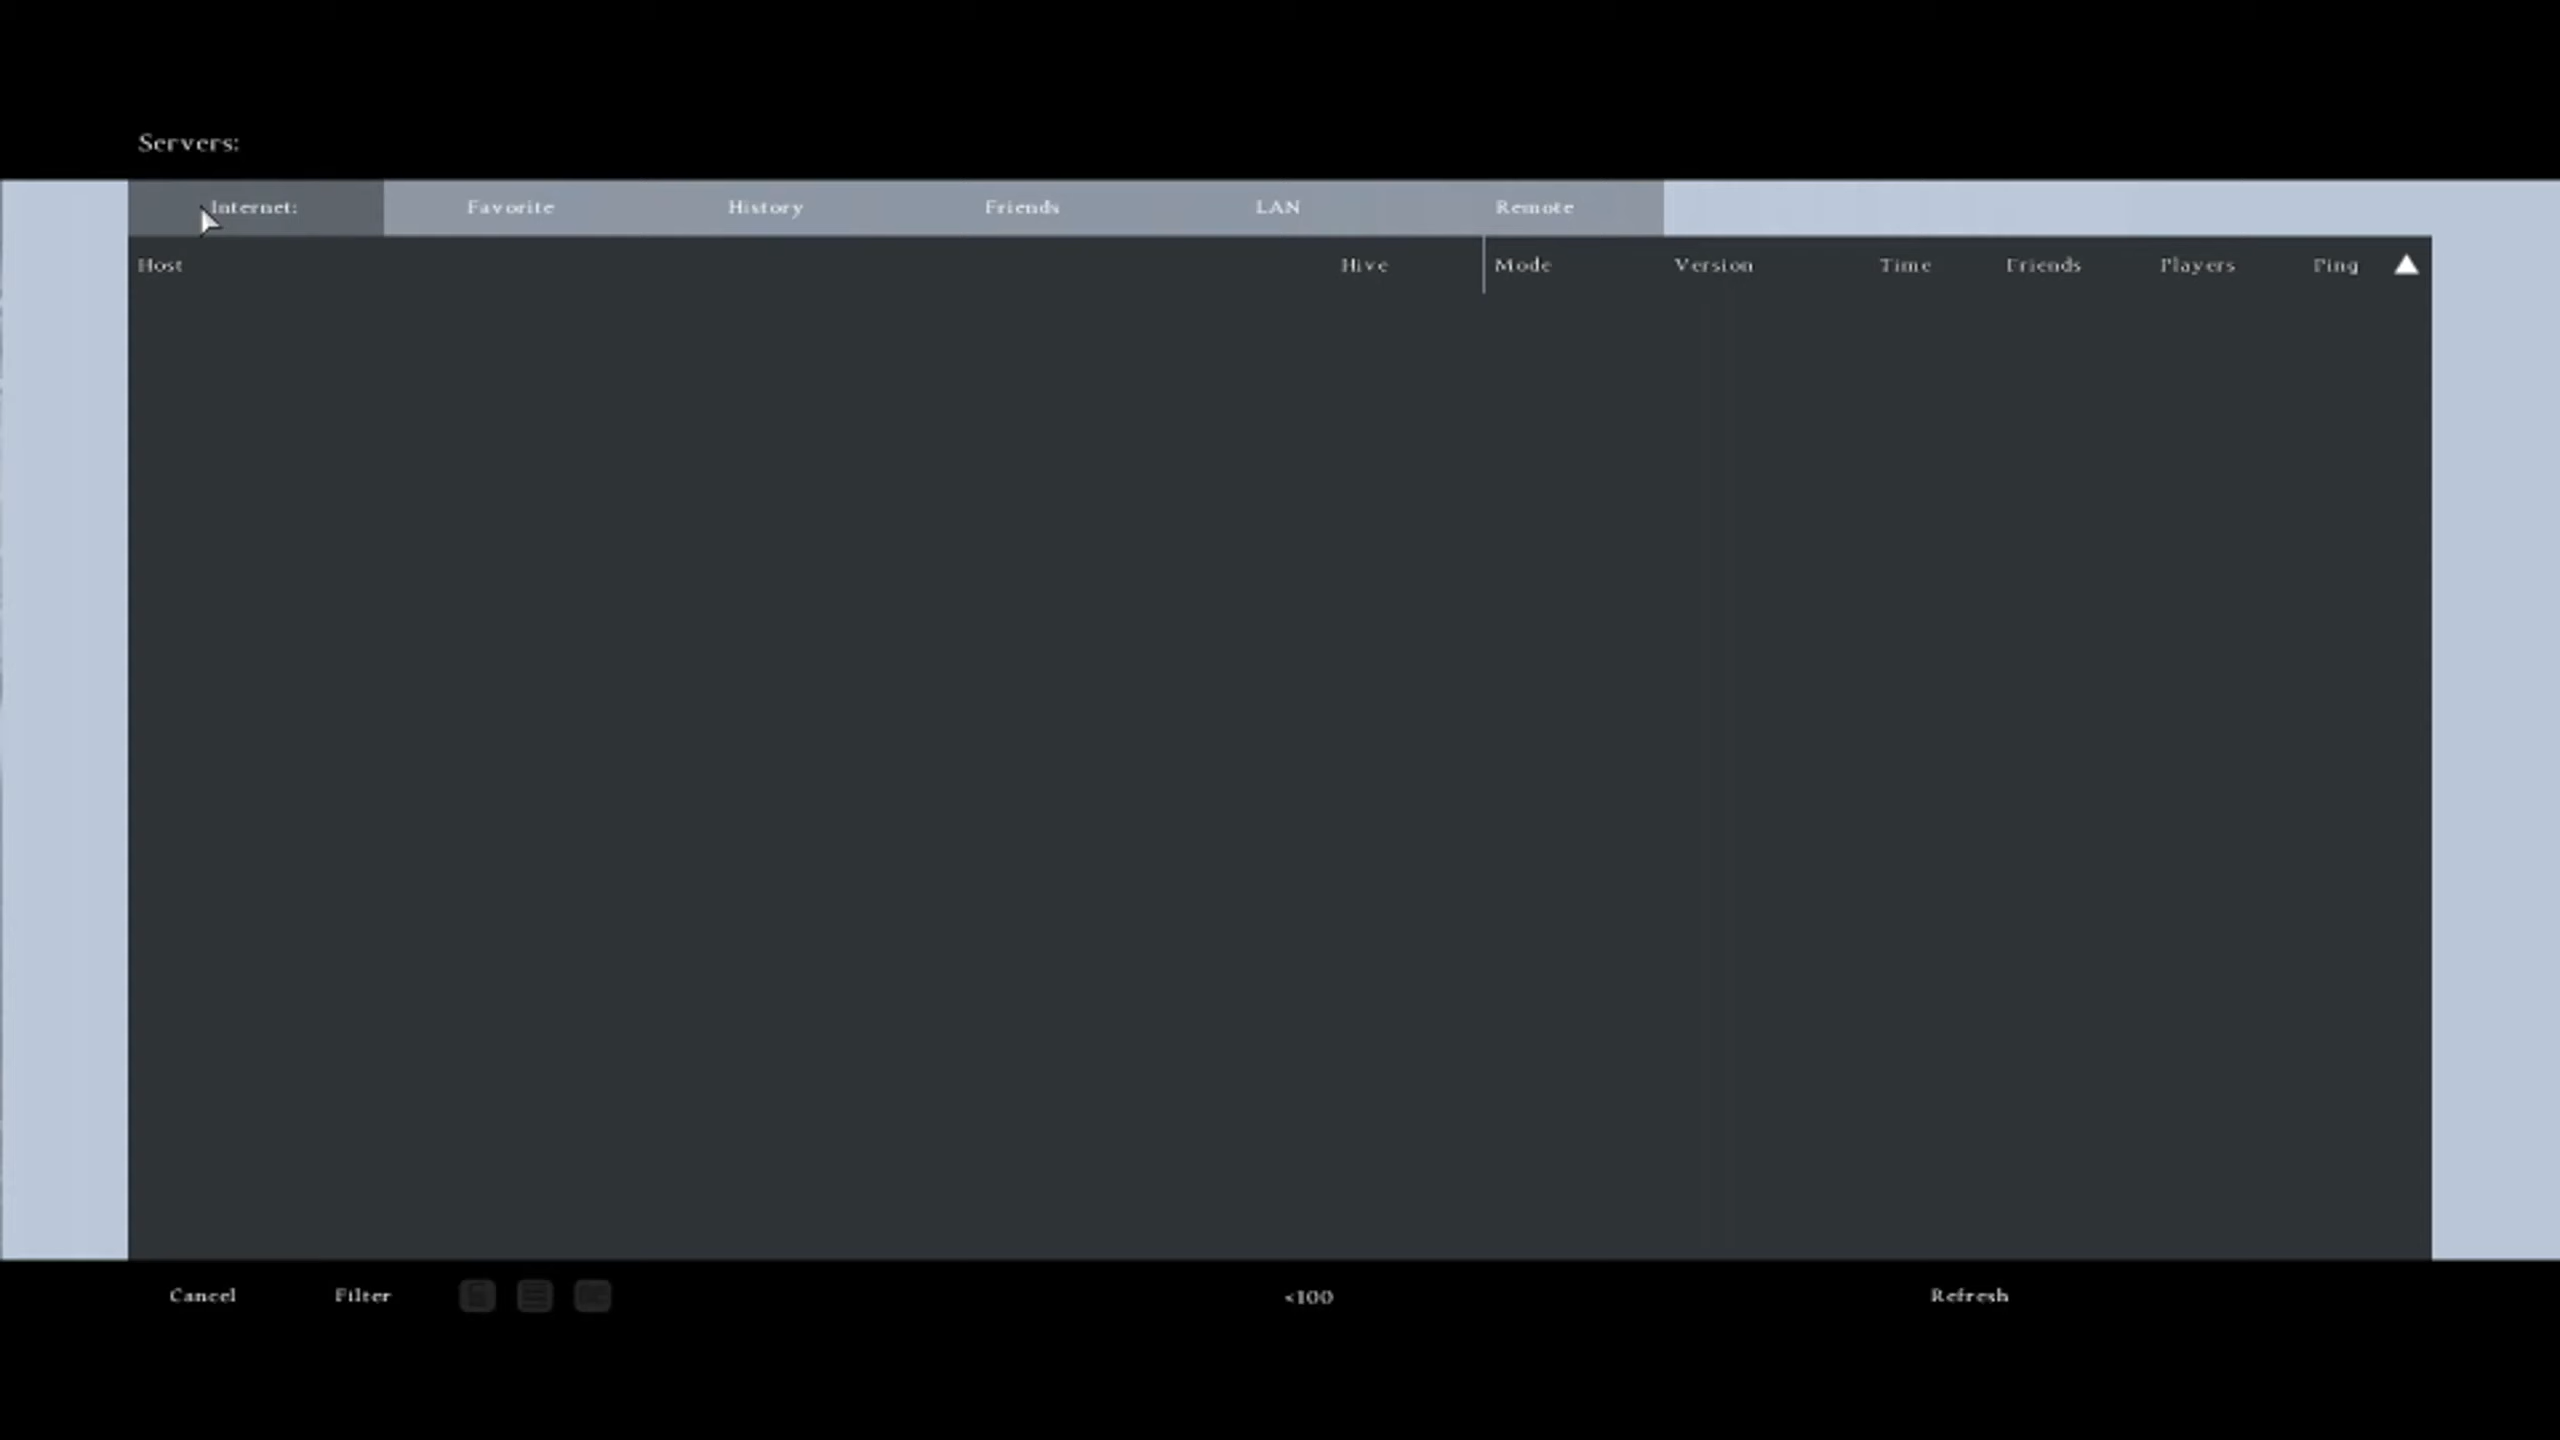 Servers:
Internet: Favorite History Friends LAN Remote
Host Hive Mode Version Time Friends Players Ping
Cancel Filter <100 Refresh